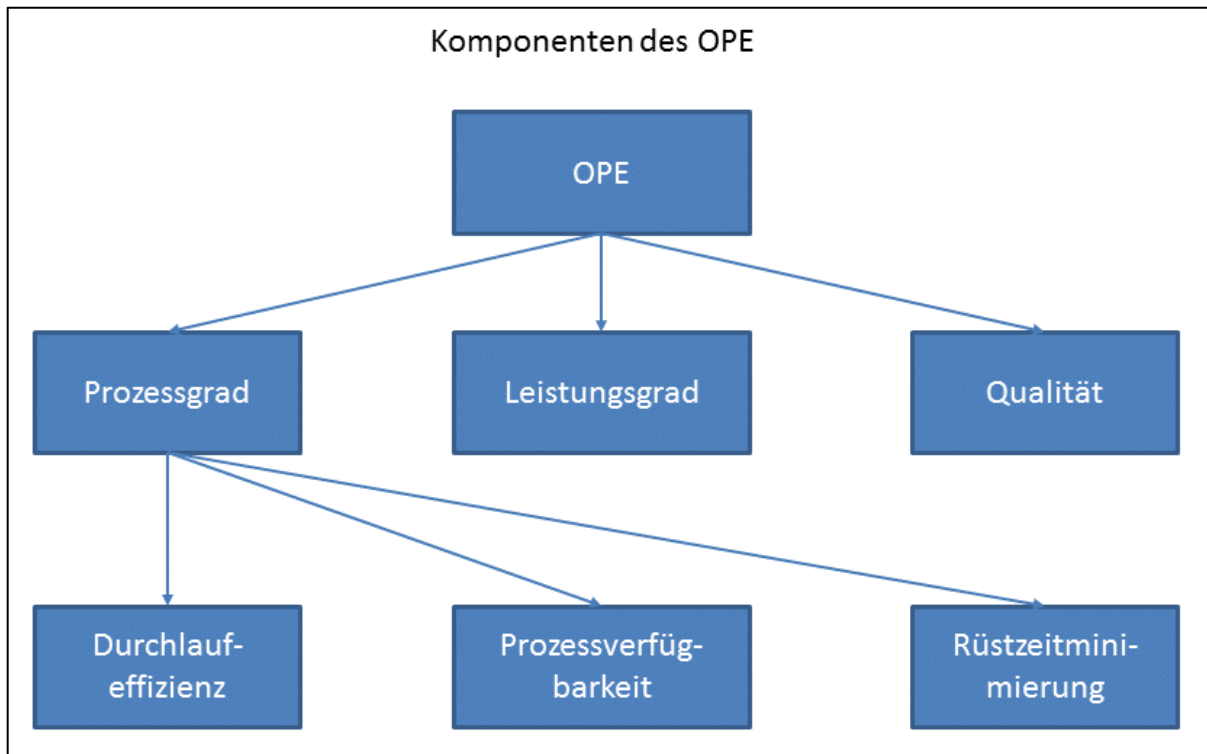 Komponenten des OPE
OPE
Prozessgrad
Leistungsgrad
Qualität
Durchlauf-
effizienz
Prozessverfüg-
barkeit
Rüstzeitmini-
mierung